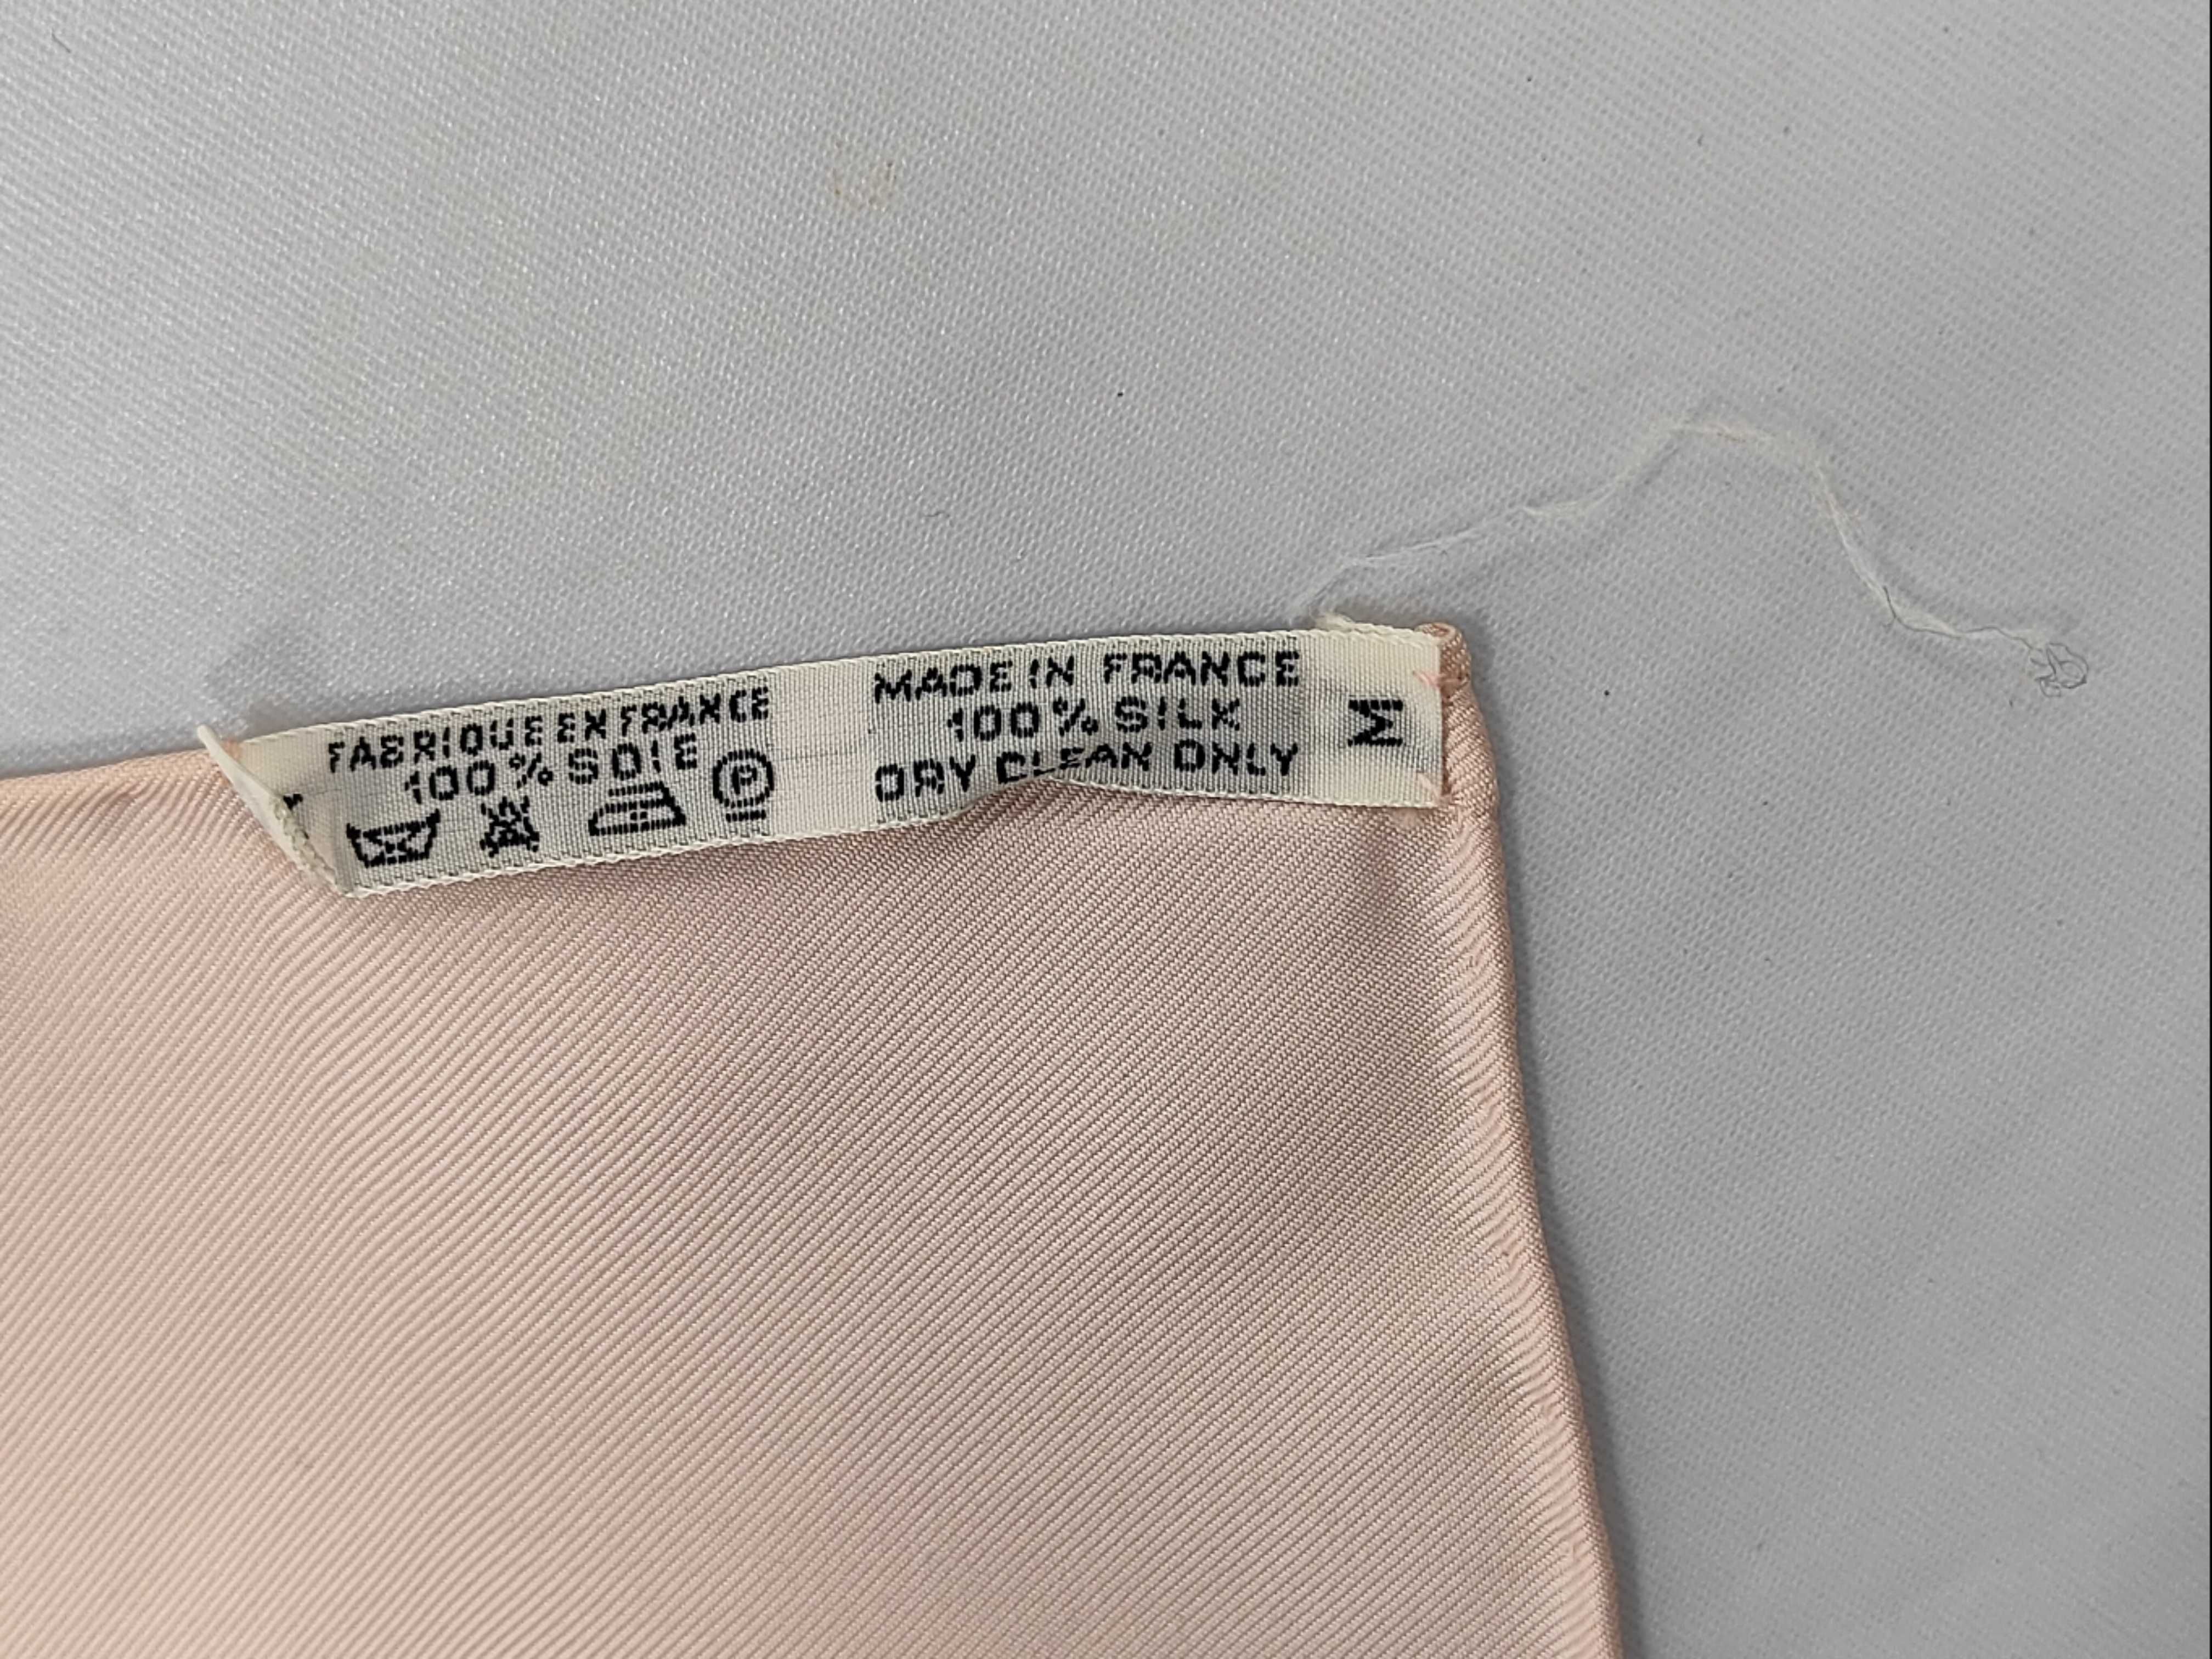 FABRIQUE EN FRANCE
100% SOIE
P
MADE IN FRANCE
100% SILK
DRY CLEAN ONLY
M